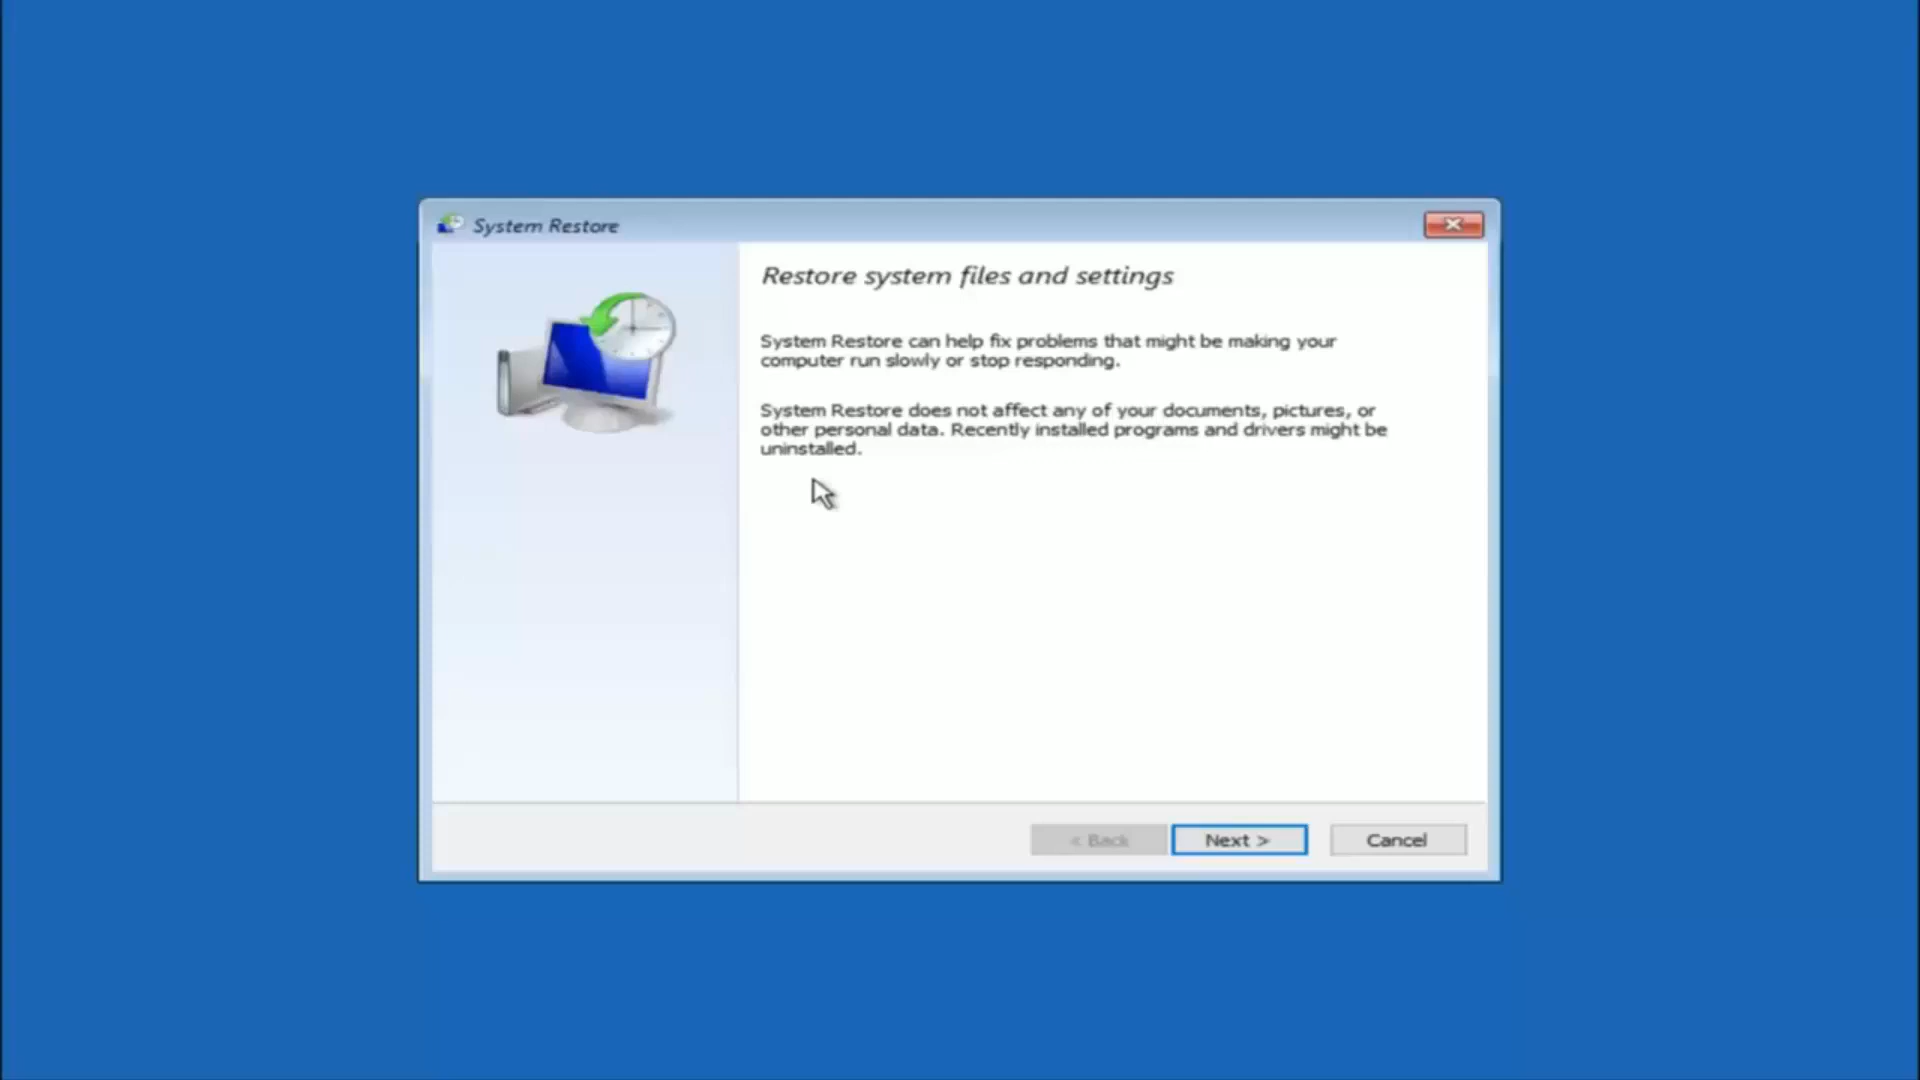 System Restore
Restore system files and settings
System Restore can help fix problems that might be making your
computer run slowly or stop responding.
System Restore does not affect any of your documents, pictures, or
other personal data. Recently installed programs and drivers might be
uninstalled.
< Back Next > Cancel